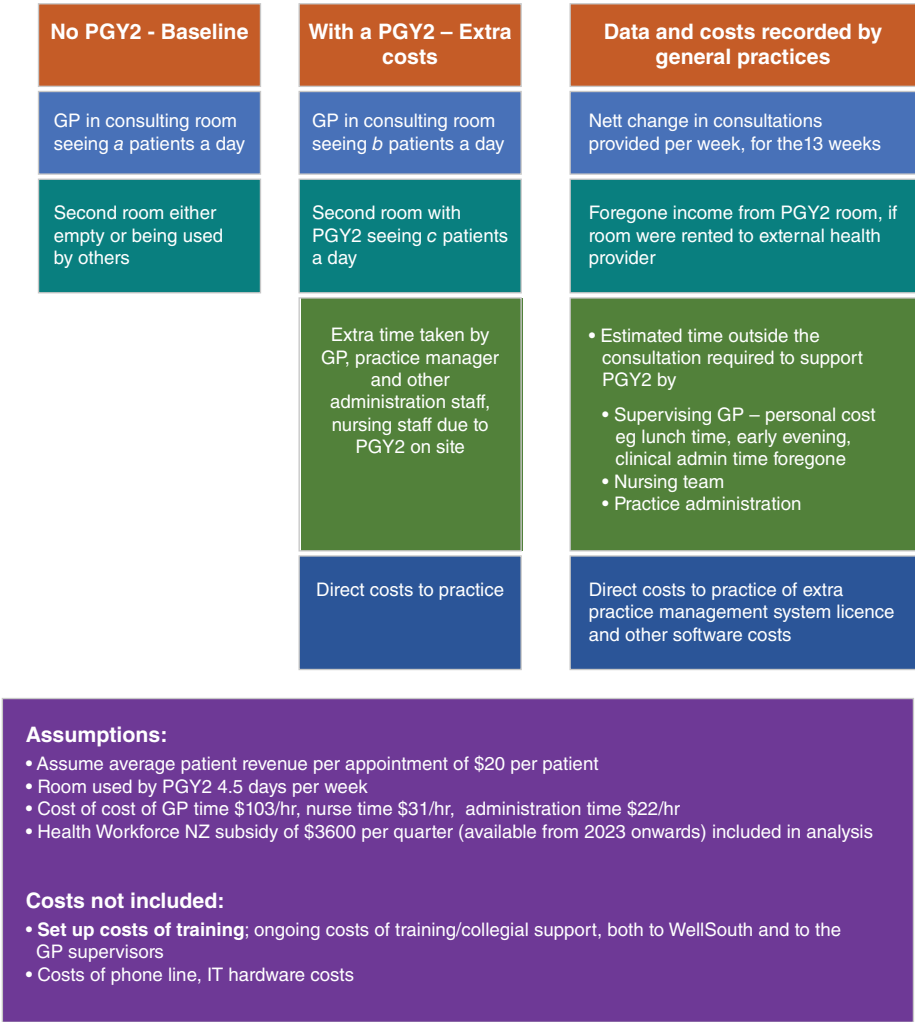 No PGY2 - Baseline
GP in consulting room
seeing a patients a day
Second room either
empty or being used
by others
With a PGY2 – Extra
costs
GP in consulting room
seeing b patients a day
Second room with
PGY2 seeing c patients
a day
Extra time taken by
GP, practice manager
and other
administration staff,
nursing staff due to
PGY2 on site
Direct costs to practice
Data and costs recorded by
general practices
Nett change in consultations
provided per week, for the13 weeks
Foregone income from PGY2 room, if
room were rented to external health
provider
• Estimated time outside the
consultation required to support
PGY2 by
• Supervising GP – personal cost
eg lunch time, early evening,
clinical admin time foregone
• Nursing team
• Practice administration
Direct costs to practice of extra
practice management system licence
and other software costs
Assumptions:
• Assume average patient revenue per appointment of $20 per patient
• Room used by PGY2 4.5 days per week
• Cost of cost of GP time $103/hr, nurse time $31/hr, administration time $22/hr
• Health Workforce NZ subsidy of $3600 per quarter (available from 2023 onwards) included in analysis
Costs not included:
• Set up costs of training; ongoing costs of training/collegial support, both to WellSouth and to the
GP supervisors
• Costs of phone line, IT hardware costs